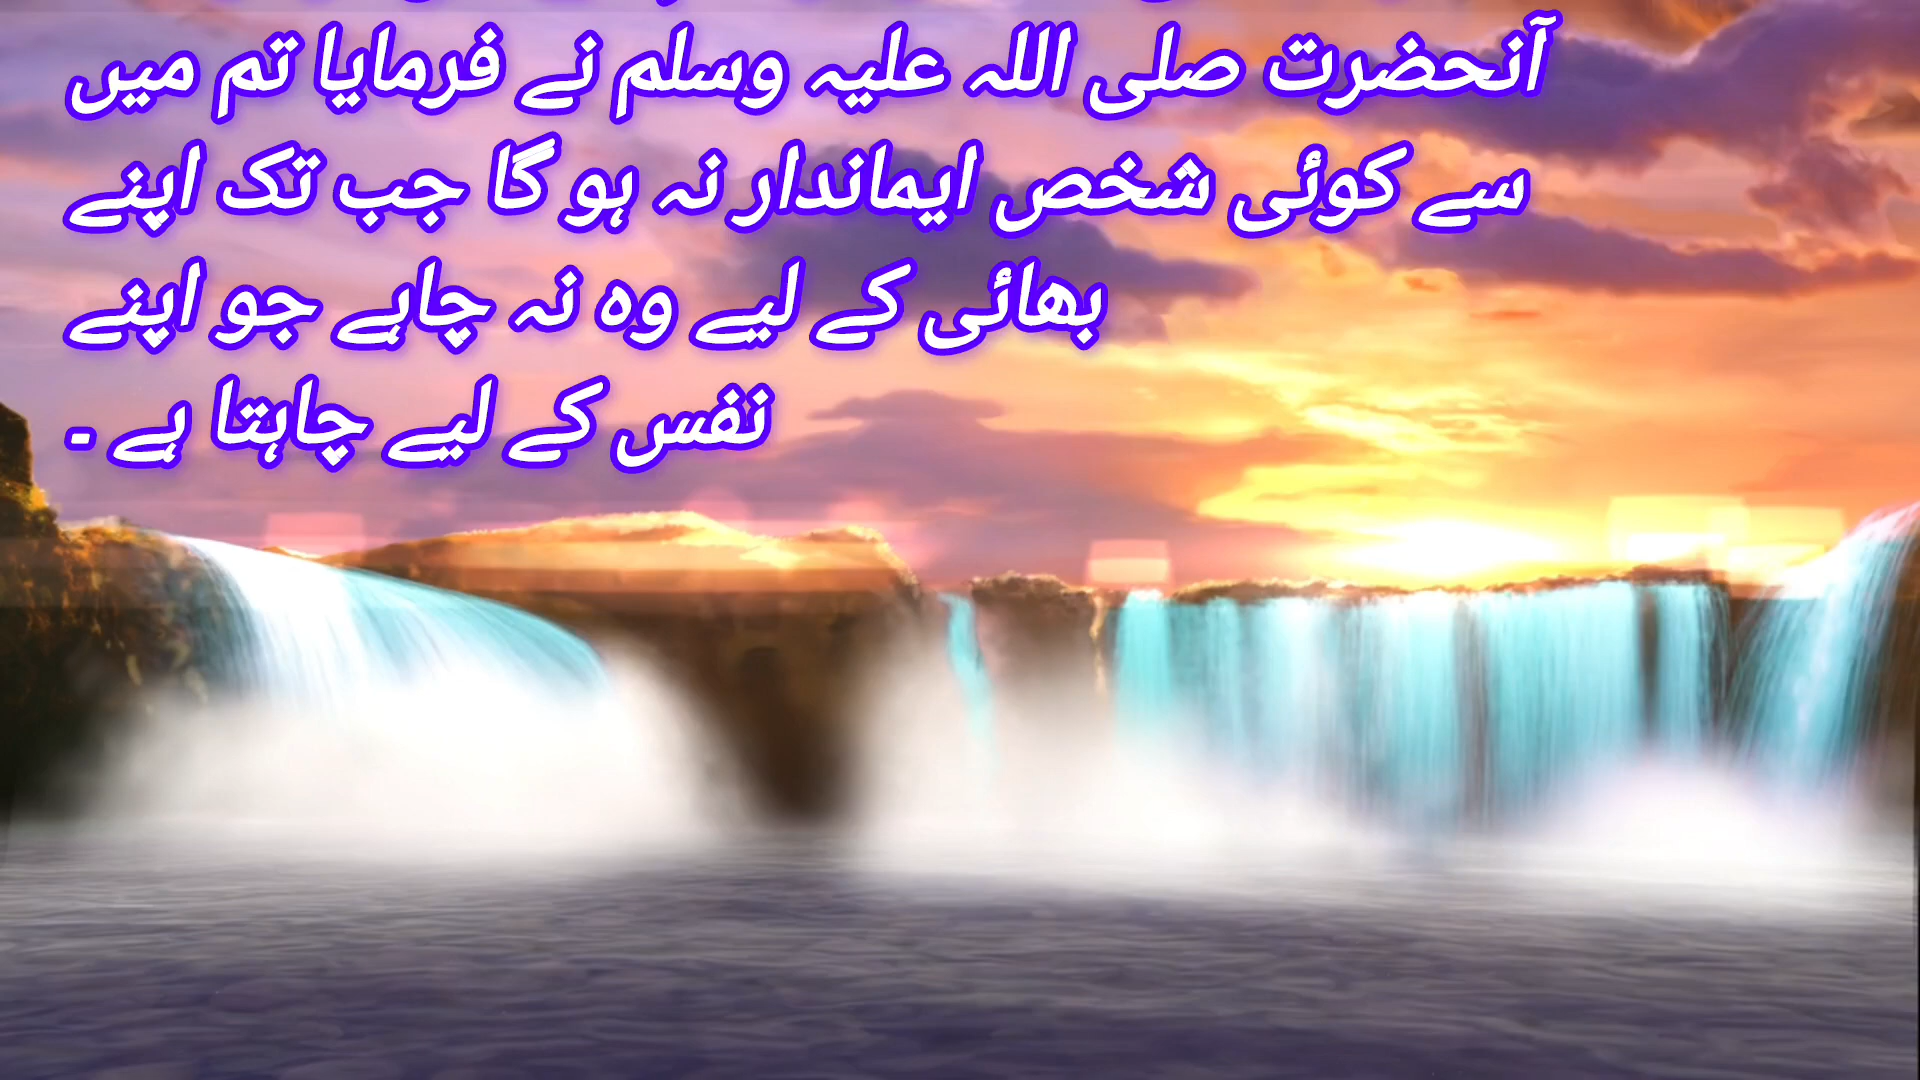 آنحضرت صلی اللہ علیہ وسلم نے فرمایا تم میں
سے کوئی شخص ایماندار نہ ہو گا جب تک اپنے
بھائی کے لیے وہ نہ چاہے جو اپنے
نفس کے لیے چاہتا ہے ۔